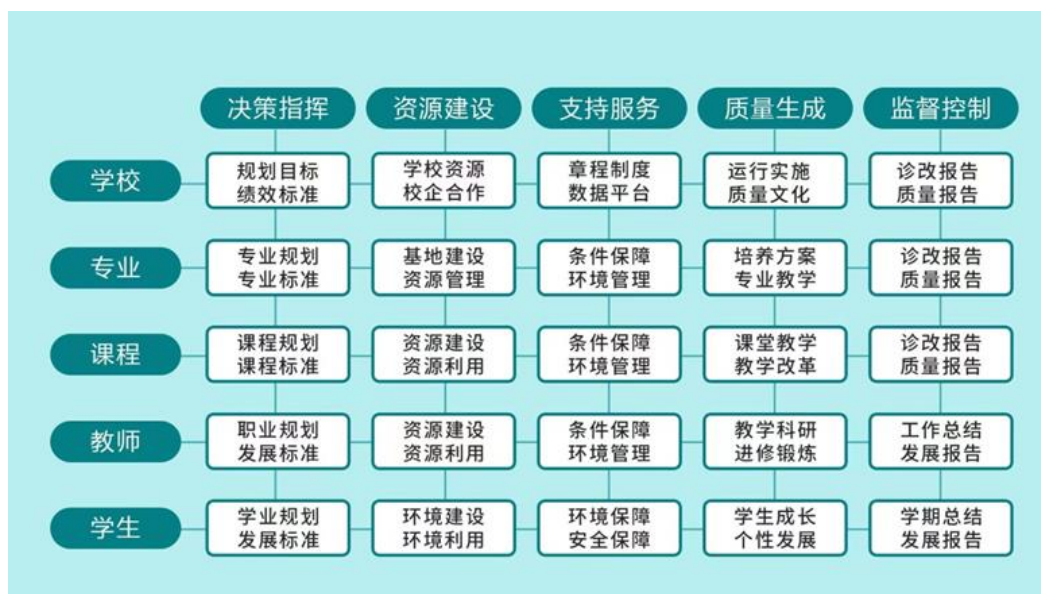 决策指挥 资源建设 支持服务 质量生成 监督控制
学校 规划目标 学校资源 章程制度 运行实施 诊改报告
绩效标准 校企合作 数据平台 质量文化 质量报告
专业 专业规划 基地建设 条件保障 培养方案 诊改报告
专业标准 资源管理 环境管理 专业教学 质量报告
课程 课程规划 资源建设 条件保障 课堂教学 诊改报告
课程标准 资源利用 环境管理 教学改革 质量报告
教师 职业规划 资源建设 条件保障 教学科研 工作总结
发展标准 资源利用 环境管理 进修锻炼 发展报告
学生 学业规划 环境建设 环境保障 学生成长 学期总结
发展标准 环境利用 安全保障 个性发展 发展报告